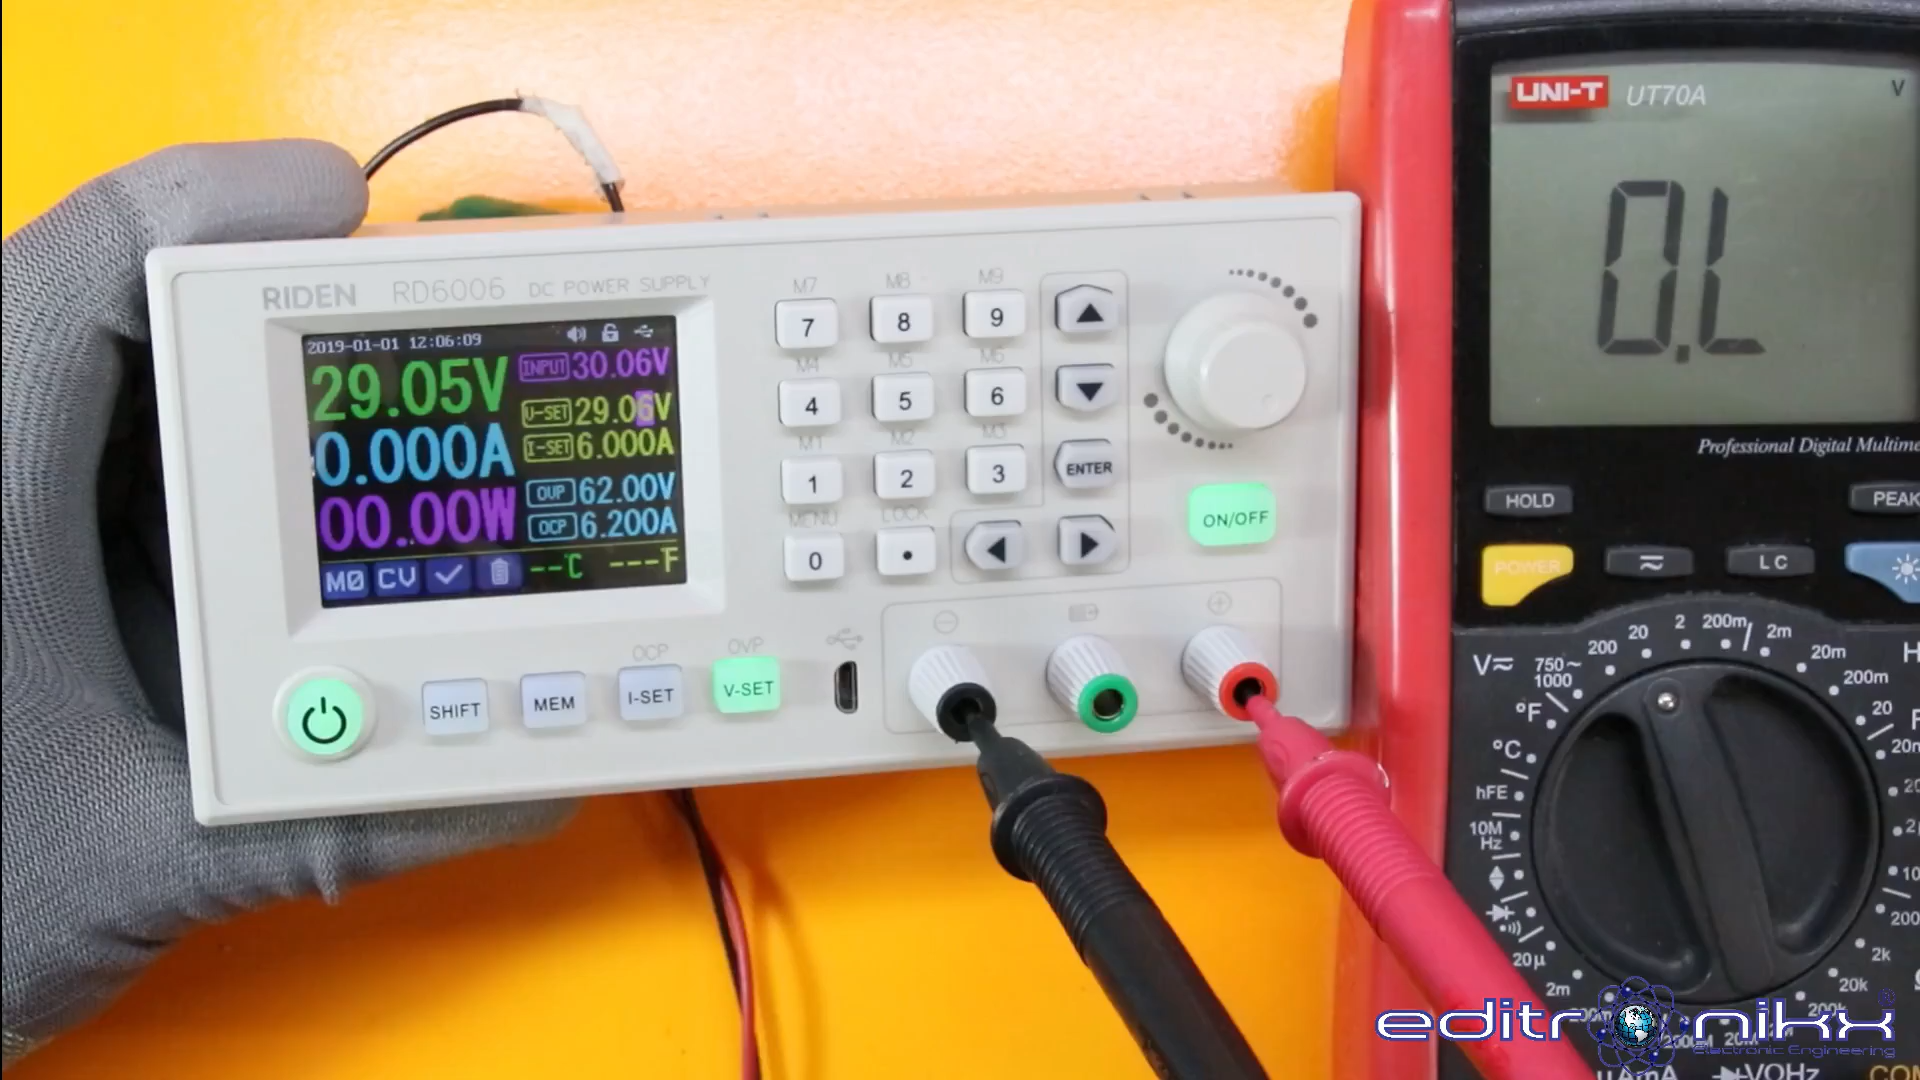 RIDEN RD6006 DC POWER SUPPLY
2019-01-01 12:06:09
29.05V
0.000A
00.00W
INPUT 30.06V
V-SET 29.06V
I-SET 6.000A
OVP 62.00V
OCP 6.200A
M0 CV --℃ ---℉
M7 M8 M9
7 8 9
M4 M5 M6
4 5 6
M1 M2 M3
1 2 3
ENTER
MENU LOCK
0 •
ON/OFF
OCP OVP
SHIFT MEM I-SET V-SET
UNI-T UT70A
V
0.L
Professional Digital Multime
HOLD PEAK
POWER LC
V 750~ 1000 200 20 2 200m
2m
20m
200m
20
20m
°F
°C
hFE
10M
Hz
20µ
2m
200
2k
20k
200k
µAmA VΩHz COM
editronikx
Electronic Engineering